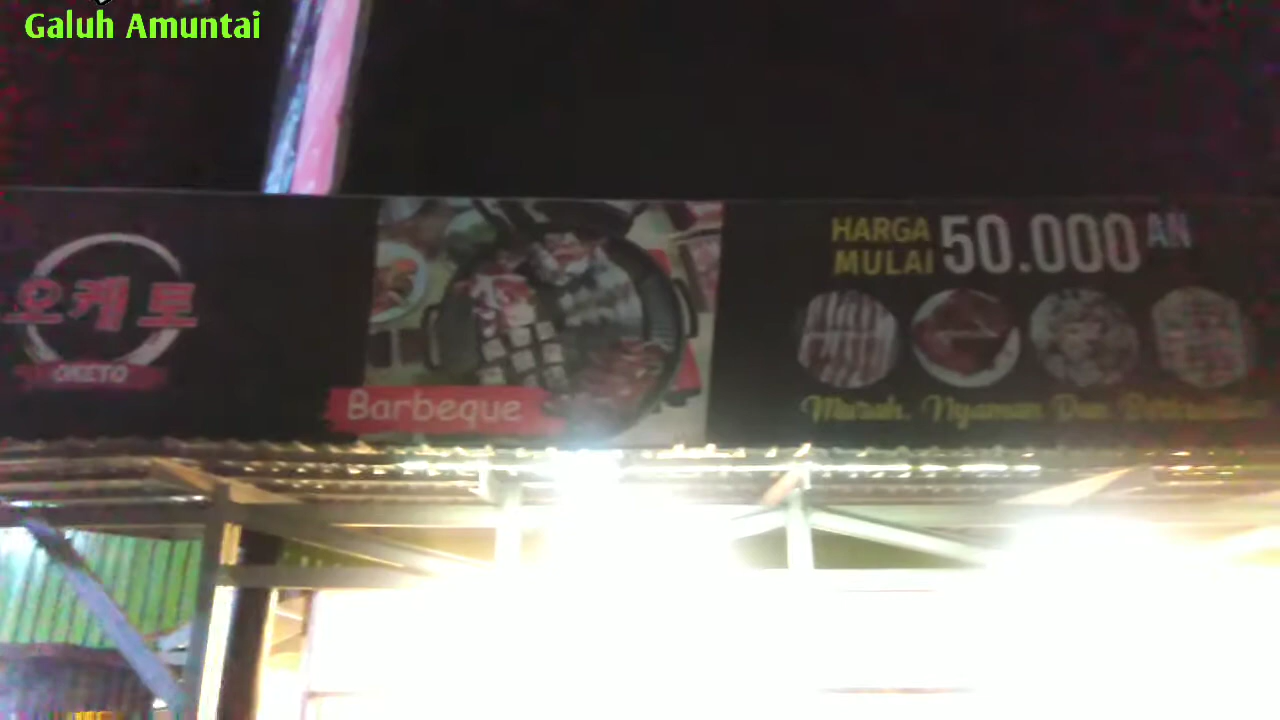 Galuh Amuntai
오케토
OKETO
Barbeque
HARGA
MULAI 50.000 AN
Murah, Nyaman Dan